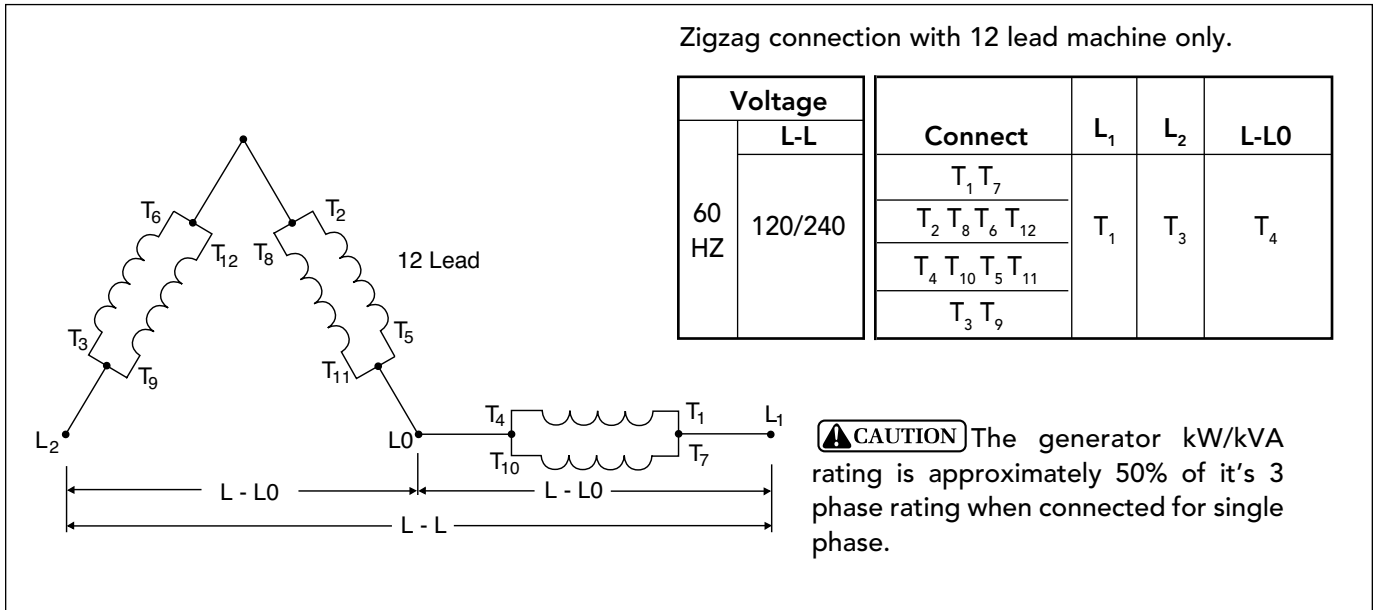 Zigzag connection with 12 lead machine only.
Voltage
L-L
Connect
L₁
L₂
L-L0
60
HZ
120/240
T₁ T₇
T₂ T₈ T₆ T₁₂
T₄ T₁₀ T₅ T₁₁
T₃ T₉
T₁
T₃
T₄
T₆
T₂
T₁₂
T₈
12 Lead
T₃
T₅
T₉
T₁₁
L₂
L0
T₄
T₁
L₁
T₁₀
T₇
L - L0
L - L0
L - L
CAUTION The generator kW/kVA
rating is approximately 50% of it's 3
phase rating when connected for single
phase.